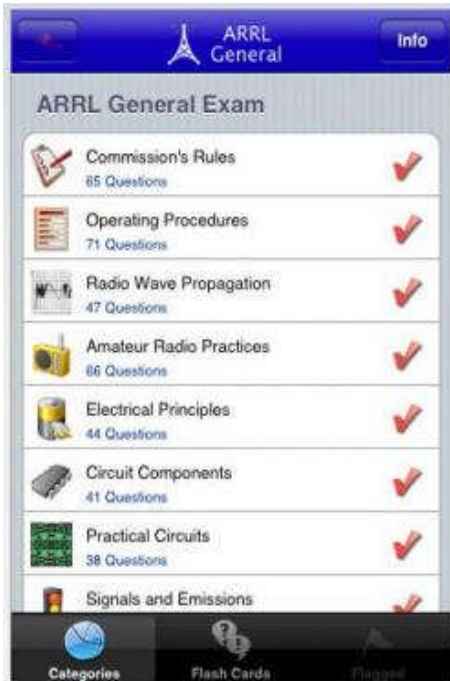 ARRL
General
Info
ARRL General Exam
Commission's Rules
65 Questions
Operating Procedures
71 Questions
Radio Wave Propagation
47 Questions
Amateur Radio Practices
66 Questions
Electrical Principles
44 Questions
Circuit Components
41 Questions
Practical Circuits
38 Questions
Signals and Emissions
Categories
Flash Cards
Flagged